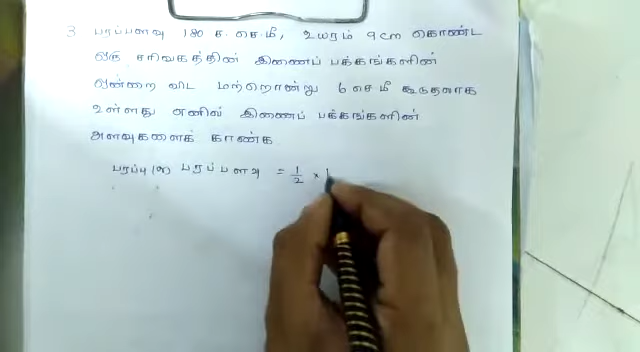 3 பரப்பளவு 180 ச. செ.மீ, உயரம் 9 cm கொண்ட
ஒரு சரிவகத்தின் இணைப் பக்கங்களின்
ஒன்றை விட மற்றொன்று 6 செ.மீ கூடுதலாக
உள்ளது எனில் இணைப் பக்கங்களின்
அளவுகளைக் காண்க
பரப்பு (அ) பரப்பளவு = 1/2 ×